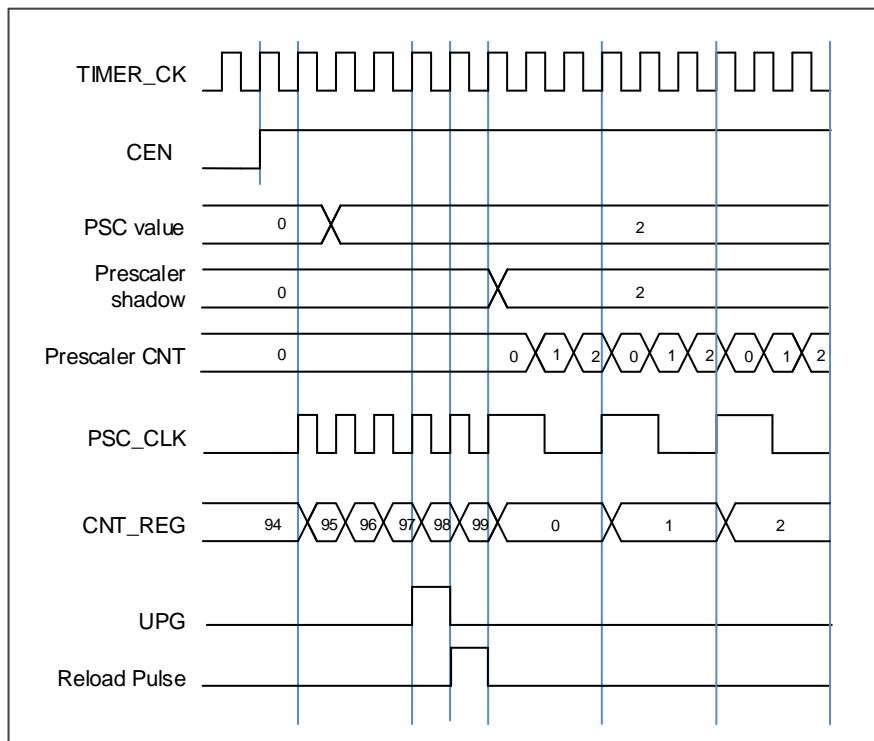 TIMER_CK
CEN
PSC value 0 2
Prescaler
shadow 0 2
Prescaler CNT 0 0 1 2 0 1 2 0 1 2
PSC_CLK
CNT_REG 94 95 96 97 98 99 0 1 2
UPG
Reload Pulse